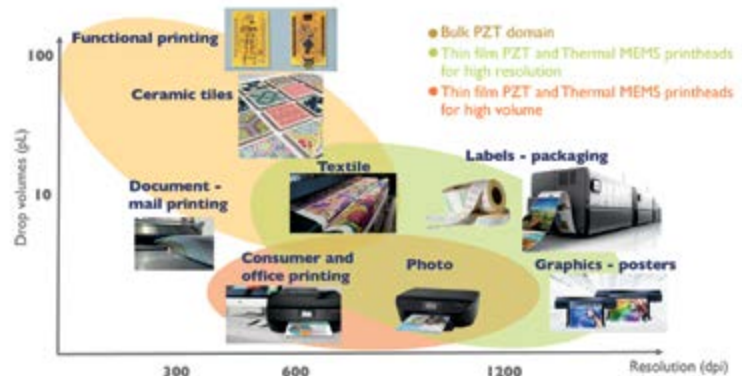 Functional printing
Bulk PZT domain
Thin film PZT and Thermal MEMS printheads
for high resolution
Thin film PZT and Thermal MEMS printheads
for high volume
100
Ceramic tiles
Textile
Labels - packaging
Document -
mail printing
10
Drop volumes (pL)
Consumer and
office printing
Photo
Graphics - posters
300
600
1200
Resolution (dpi)